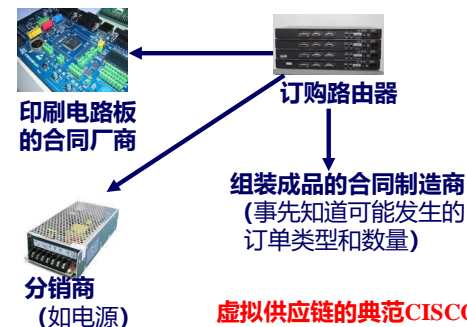 订购路由器
印刷电路板
的合同厂商
组装成品的合同制造商
（事先知道可能发生的
订单类型和数量）
分销商
（如电源）
虚拟供应链的典范CISCO